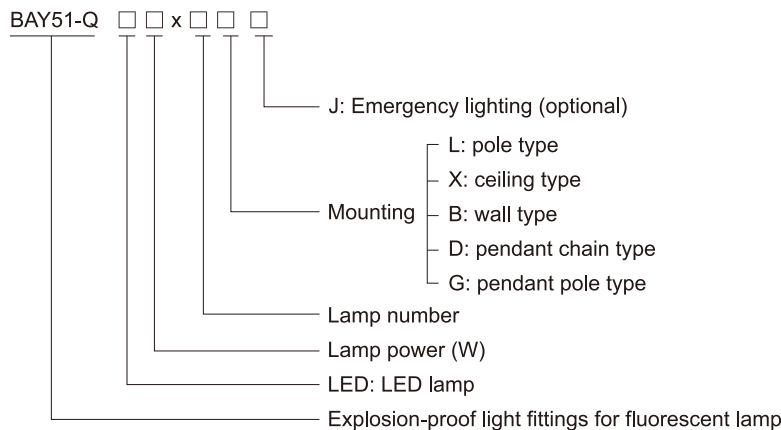 BAY51-Q □ □ x □ □ □
J: Emergency lighting (optional)
L: pole type
X: ceiling type
Mounting
B: wall type
D: pendant chain type
G: pendant pole type
Lamp number
Lamp power (W)
LED: LED lamp
Explosion-proof light fittings for fluorescent lamp